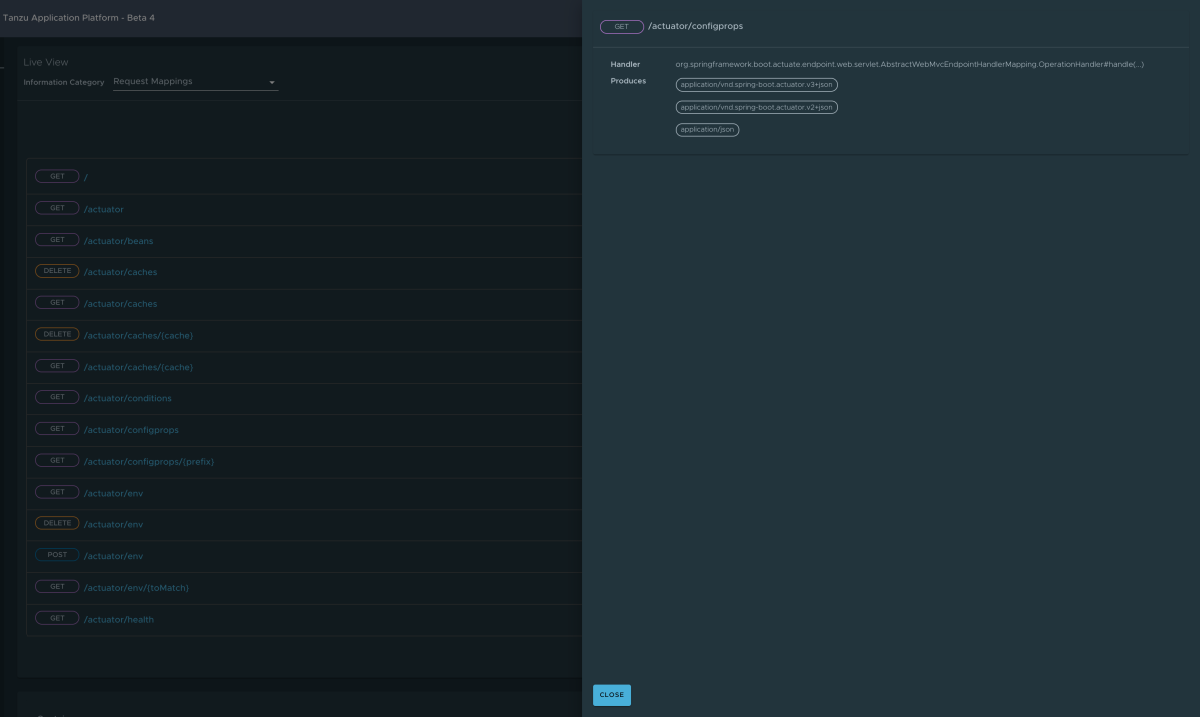 Tanzu Application Platform - Beta 4
Live View
Information Category Request Mappings
GET /
GET /actuator
GET /actuator/beans
DELETE /actuator/caches
GET /actuator/caches
DELETE /actuator/caches/{cache}
GET /actuator/caches/{cache}
GET /actuator/conditions
GET /actuator/configprops
GET /actuator/configprops/{prefix}
GET /actuator/env
DELETE /actuator/env
POST /actuator/env
GET /actuator/env/{toMatch}
GET /actuator/health
GET /actuator/configprops
Handler org.springframework.boot.actuate.endpoint.web.servlet.AbstractWebMvcEndpointHandlerMapping.OperationHandler#handle(...)
Produces application/vnd.spring-boot.actuator.v3+json
application/vnd.spring-boot.actuator.v2+json
application/json
CLOSE